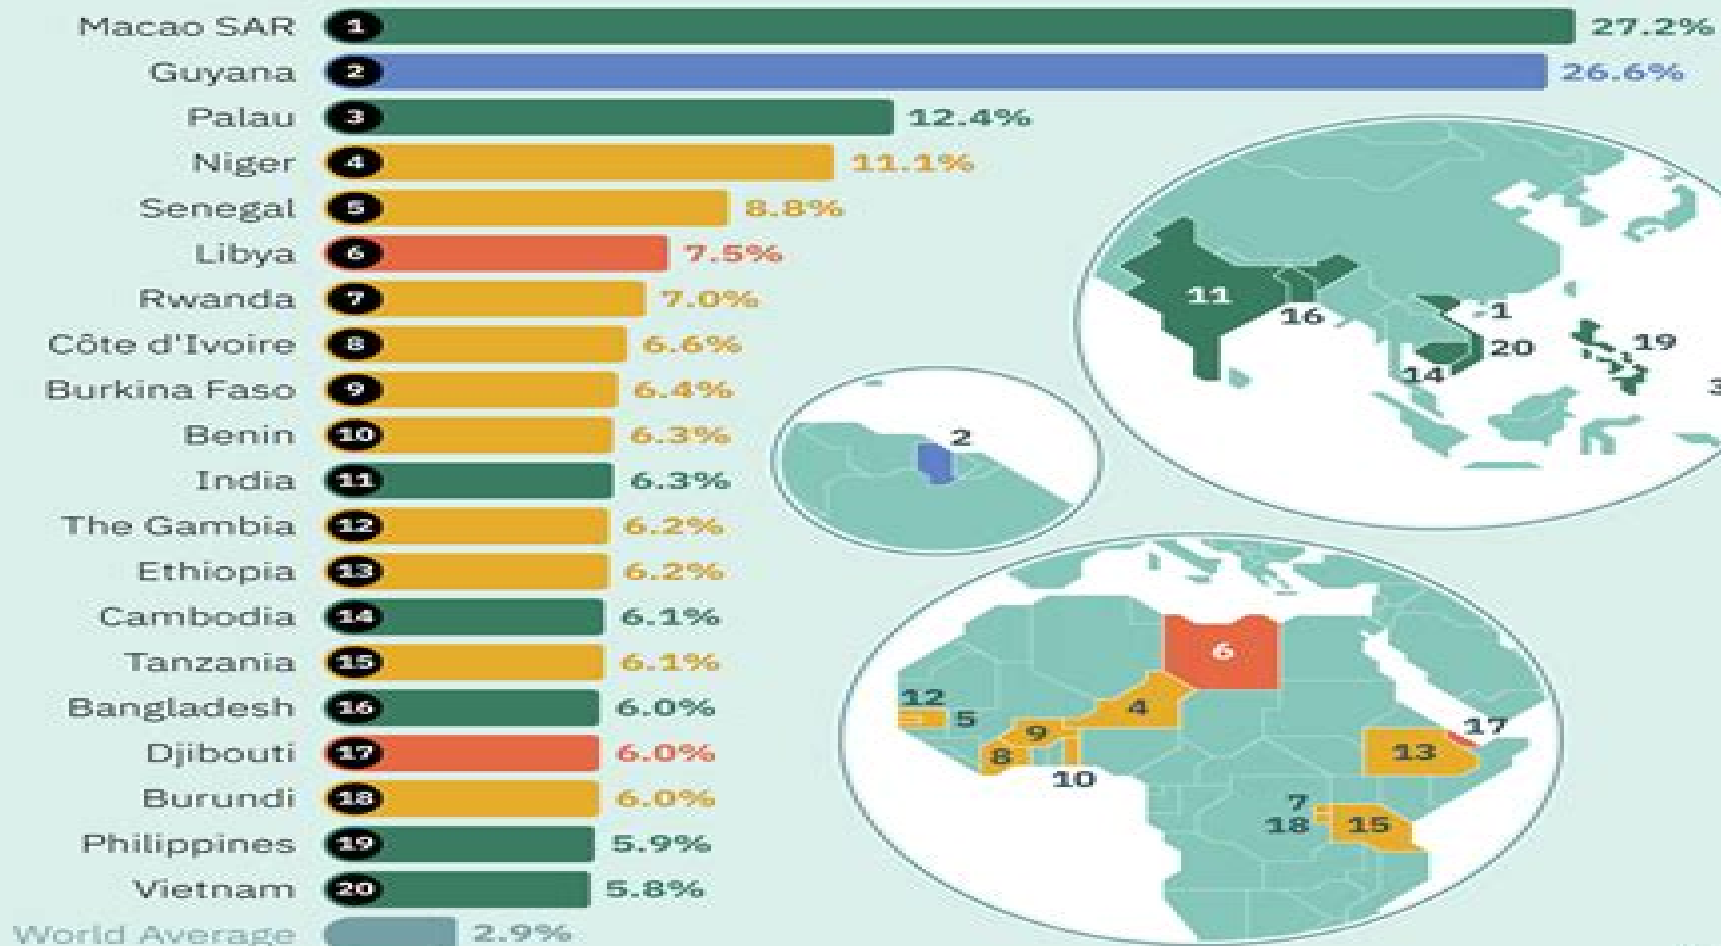 Macao SAR 1 27.2%
Guyana 2 26.6%
Palau 3 12.4%
Niger 4 11.1%
Senegal 5 8.8%
Libya 6 7.5%
Rwanda 7 7.0%
Côte d'Ivoire 8 6.6%
Burkina Faso 9 6.4%
Benin 10 6.3%
India 11 6.3%
The Gambia 12 6.2%
Ethiopia 13 6.2%
Cambodia 14 6.1%
Tanzania 15 6.1%
Bangladesh 16 6.0%
Djibouti 17 6.0%
Burundi 18 6.0%
Philippines 19 5.9%
Vietnam 20 5.8%
World Average 2.9%
11
16
1
20
19
14
3
2
6
12
5
4
9
8
10
17
13
7
18
15